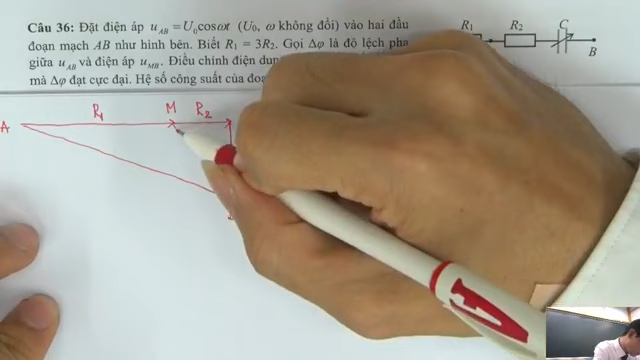 Câu 36: Đặt điện áp u_AB = U_0cosωt (U_0, ω không đổi) vào hai đầu
đoạn mạch AB như hình bên. Biết R_1 = 3R_2. Gọi Δφ là độ lệch pha
giữa u_AB và điện áp u_MB. Điều chỉnh điện dung
mà Δφ đạt cực đại. Hệ số công suất của đoạn
R_1 R_2 C
B
A R_1 M R_2